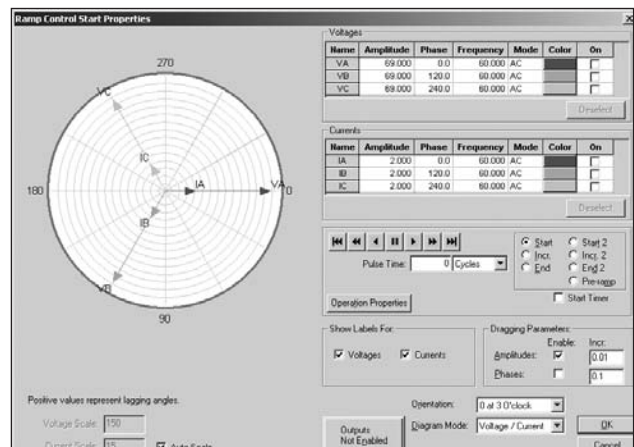 Ramp Control Start Properties
270
180
0
90
VC
IC
IA
VA
IB
VB
Positive values represent lagging angles.
Voltage Scale: 150
Current Scale: 15
Auto Scale
Voltages
Name Amplitude Phase Frequency Mode Color On
VA 69.000 0.0 60.000 AC
VB 69.000 120.0 60.000 AC
VC 69.000 240.0 60.000 AC
Deselect
Currents
Name Amplitude Phase Frequency Mode Color On
IA 2.000 0.0 60.000 AC
IB 2.000 120.0 60.000 AC
IC 2.000 240.0 60.000 AC
Deselect
Pulse Time: 0 Cycles
Operation Properties
Start Start 2
Incr. Incr. 2
End End 2
Pre-ramp
Start Timer
Show Labels For:
Voltages Currents
Dragging Parameters:
Enable: Incr:
Amplitudes: 0.01
Phases: 0.1
Orientation: 0 at 3 O'clock
Diagram Mode: Voltage / Current
Outputs
Not Enabled
OK
Cancel